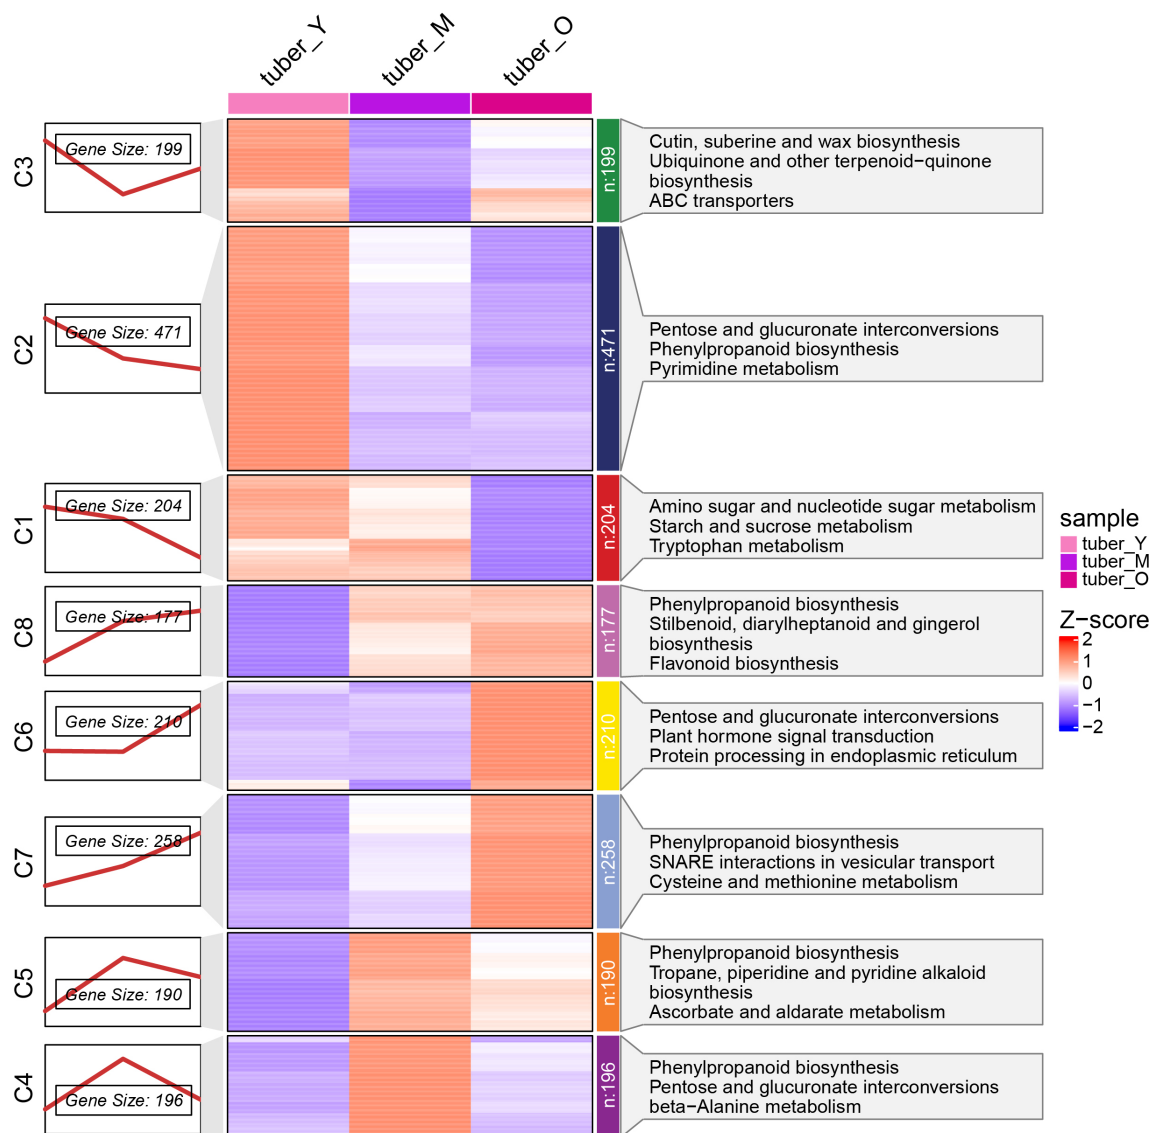 tuber_Y
tuber_M
tuber_O
C3
Gene Size: 199
n:199
Cutin, suberine and wax biosynthesis
Ubiquinone and other terpenoid−quinone
biosynthesis
ABC transporters
C2
Gene Size: 471
n:471
Pentose and glucuronate interconversions
Phenylpropanoid biosynthesis
Pyrimidine metabolism
C1
Gene Size: 204
n:204
Amino sugar and nucleotide sugar metabolism
Starch and sucrose metabolism
Tryptophan metabolism
C8
Gene Size: 177
n:177
Phenylpropanoid biosynthesis
Stilbenoid, diarylheptanoid and gingerol
biosynthesis
Flavonoid biosynthesis
C6
Gene Size: 210
n:210
Pentose and glucuronate interconversions
Plant hormone signal transduction
Protein processing in endoplasmic reticulum
C7
Gene Size: 258
n:258
Phenylpropanoid biosynthesis
SNARE interactions in vesicular transport
Cysteine and methionine metabolism
C5
Gene Size: 190
n:190
Phenylpropanoid biosynthesis
Tropane, piperidine and pyridine alkaloid
biosynthesis
Ascorbate and aldarate metabolism
C4
Gene Size: 196
n:196
Phenylpropanoid biosynthesis
Pentose and glucuronate interconversions
beta−Alanine metabolism
sample
tuber_Y
tuber_M
tuber_O
Z−score
2
1
0
−1
−2